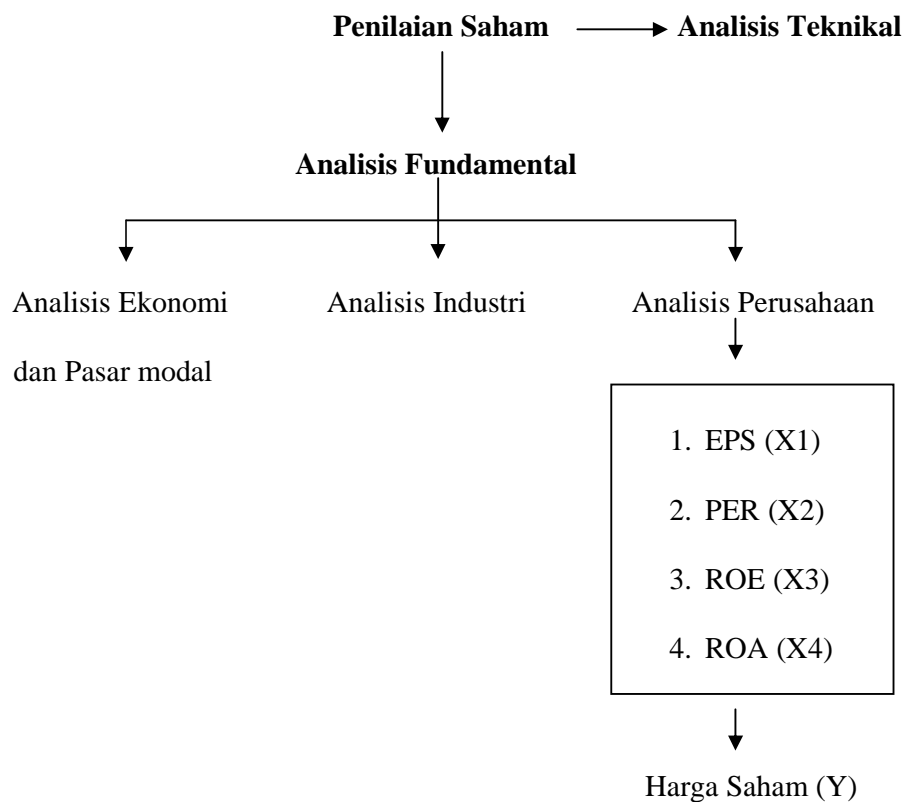 Penilaian Saham
Analisis Teknikal
Analisis Fundamental
Analisis Ekonomi
dan Pasar modal
Analisis Industri
Analisis Perusahaan
1. EPS (X1)
2. PER (X2)
3. ROE (X3)
4. ROA (X4)
Harga Saham (Y)